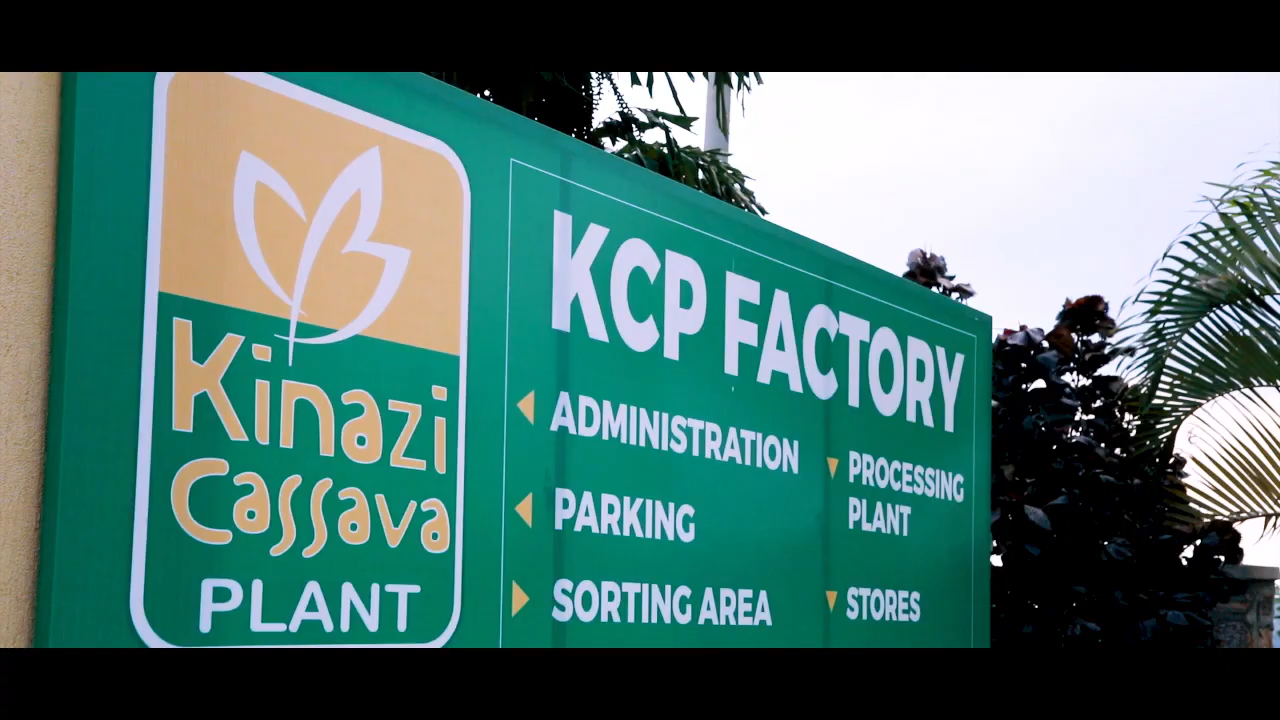 Kinazi
Cassava
PLANT
KCP FACTORY
ADMINISTRATION
PARKING
SORTING AREA
PROCESSING
PLANT
STORES